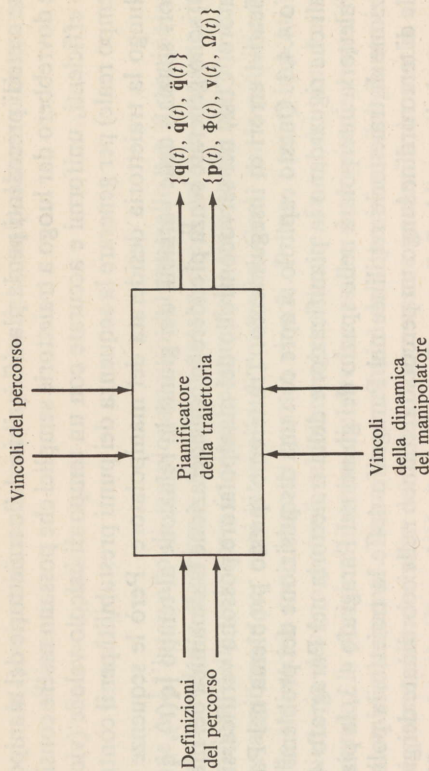 Vincoli del percorso
Definizioni
del percorso
Pianificatore
della traiettoria
{q(t), q̇(t), q̈(t)}
{p(t), Φ(t), v(t), Ω(t)}
Vincoli
della dinamica
del manipolatore